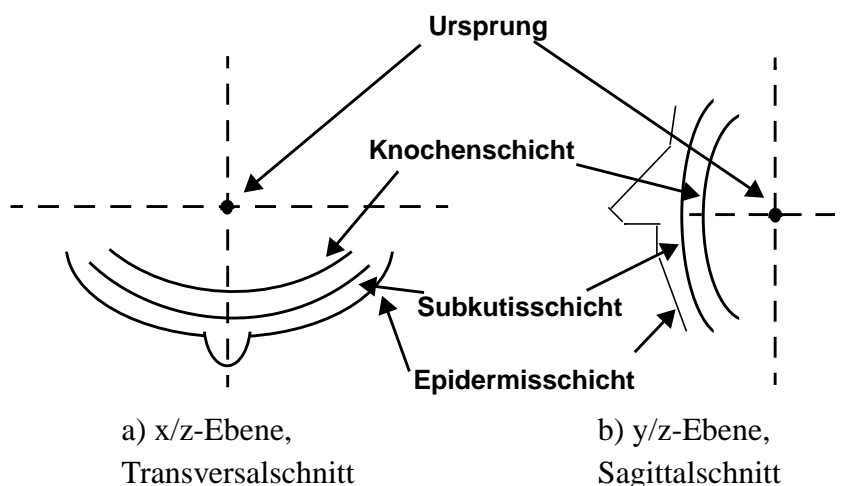 Ursprung
Knochenschicht
Subkutisschicht
Epidermisschicht
a) x/z-Ebene,
Transversalschnitt
b) y/z-Ebene,
Sagittalschnitt